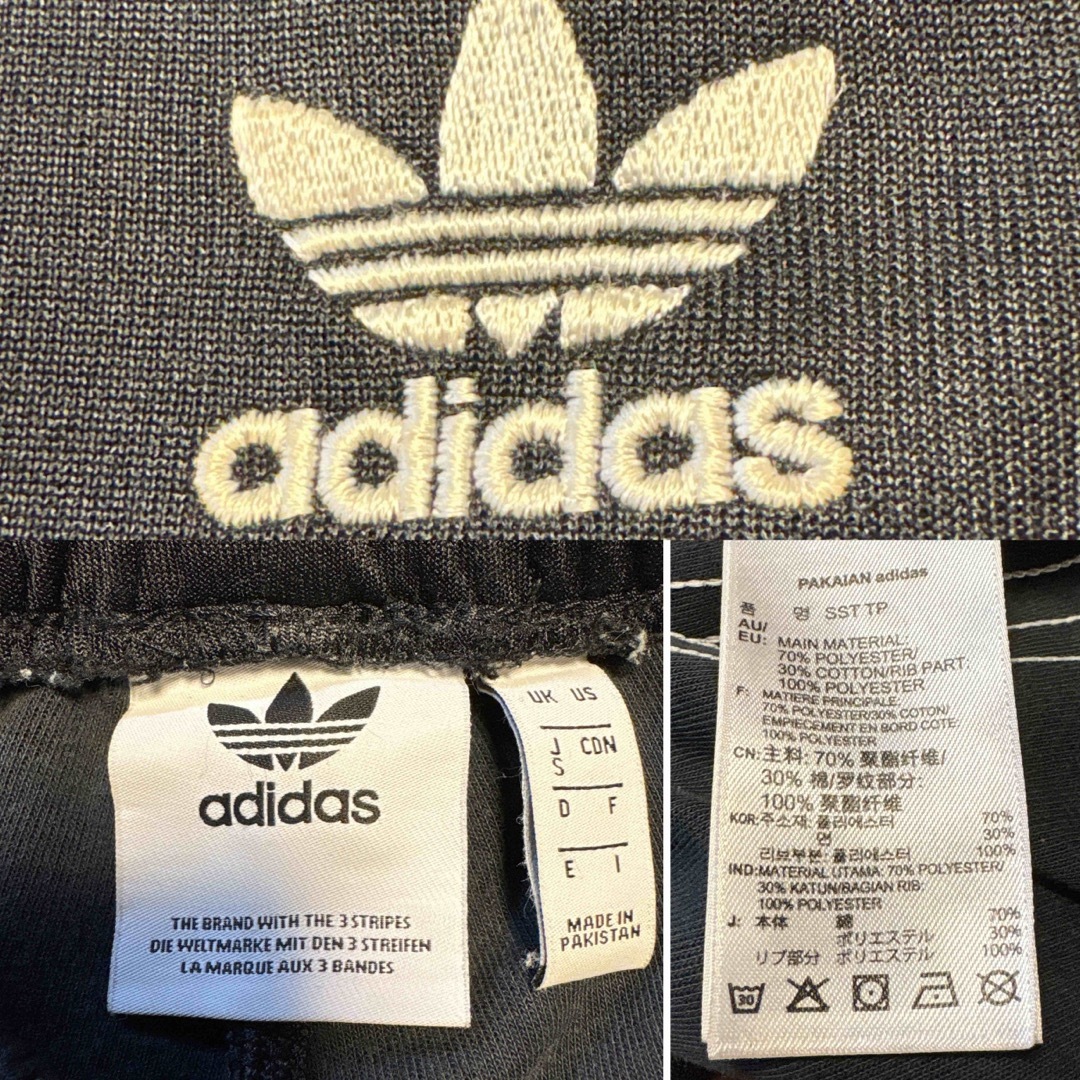 adidas
adidas
THE BRAND WITH THE 3 STRIPES
DIE WELTMARKE MIT DEN 3 STREIFEN
LA MARQUE AUX 3 BANDES
UK US
J CDN
S
D F
E I
MADE IN
PAKISTAN
PAKAIAN adidas
품 명 SST TP
AU/
EU: MAIN MATERIAL:
70% POLYESTER/
30% COTTON/RIB PART:
100% POLYESTER
F: MATIERE PRINCIPALE:
70% POLYESTER/30% COTON/
EMPIECEMENT EN BORD COTE:
100% POLYESTER
CN: 主料: 70% 聚酯纤维/
30% 棉/罗纹部分:
100% 聚酯纤维
KOR: 주소재: 폴리에스터 70%
면 30%
리브부분: 폴리에스터 100%
IND: MATERIAL UTAMA: 70% POLYESTER/
30% KATUN/BAGIAN RIB:
100% POLYESTER
J: 本体 綿 70%
ポリエステル 30%
リブ部分 ポリエステル 100%
30